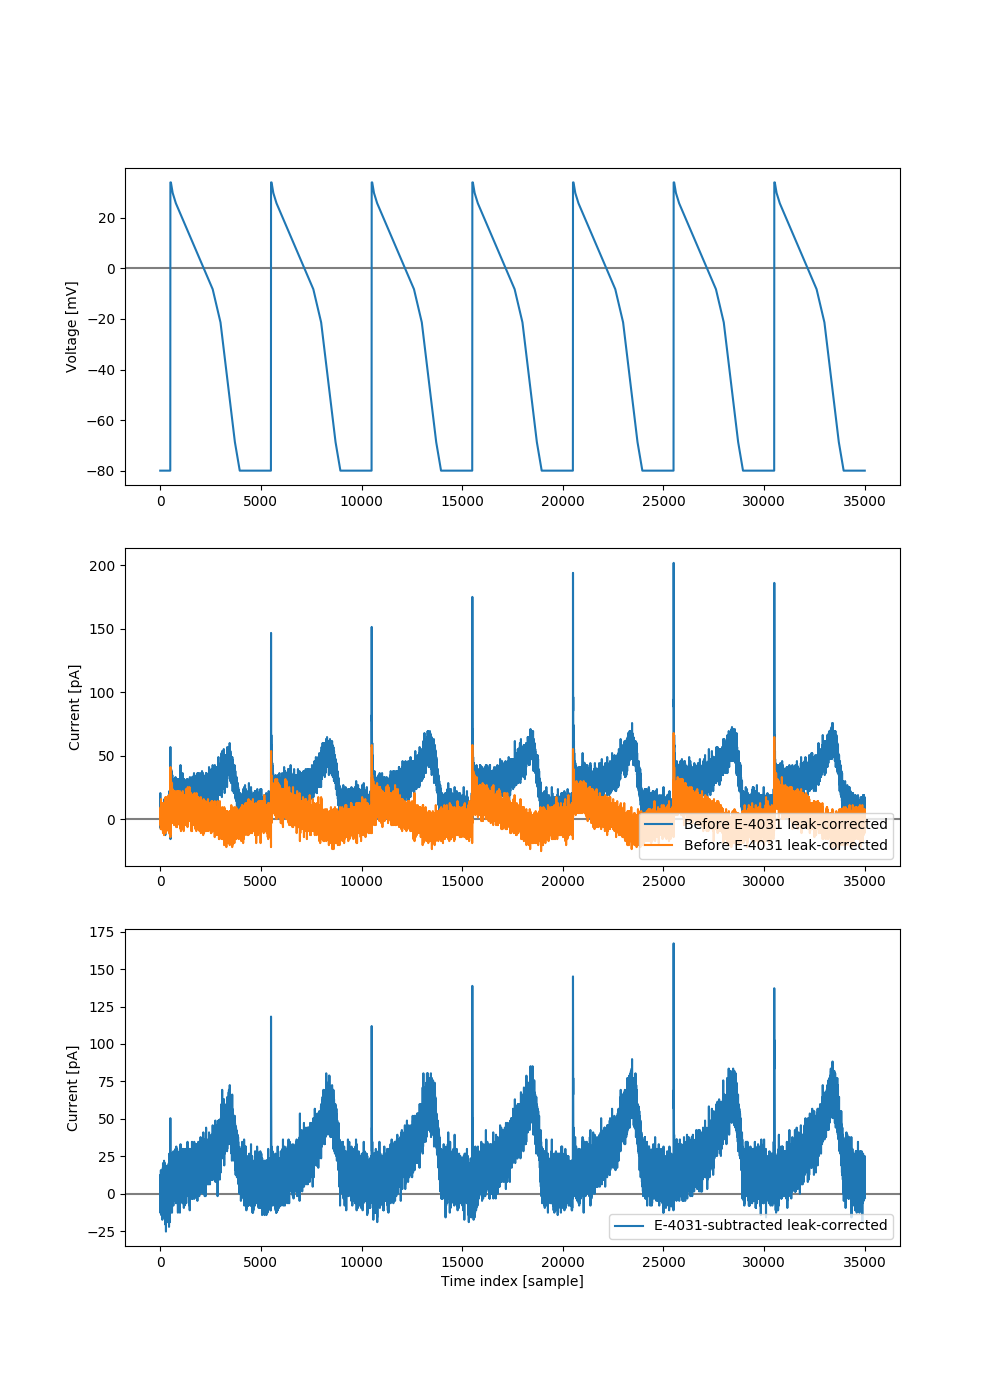 20
0
−20
−40
−60
−80
Voltage [mV]
0 5000 10000 15000 20000 25000 30000 35000
200
150
100
50
0
Current [pA]
Before E-4031 leak-corrected
Before E-4031 leak-corrected
0 5000 10000 15000 20000 25000 30000 35000
175
150
125
100
75
50
25
0
−25
Current [pA]
E-4031-subtracted leak-corrected
0 5000 10000 15000 20000 25000 30000 35000
Time index [sample]